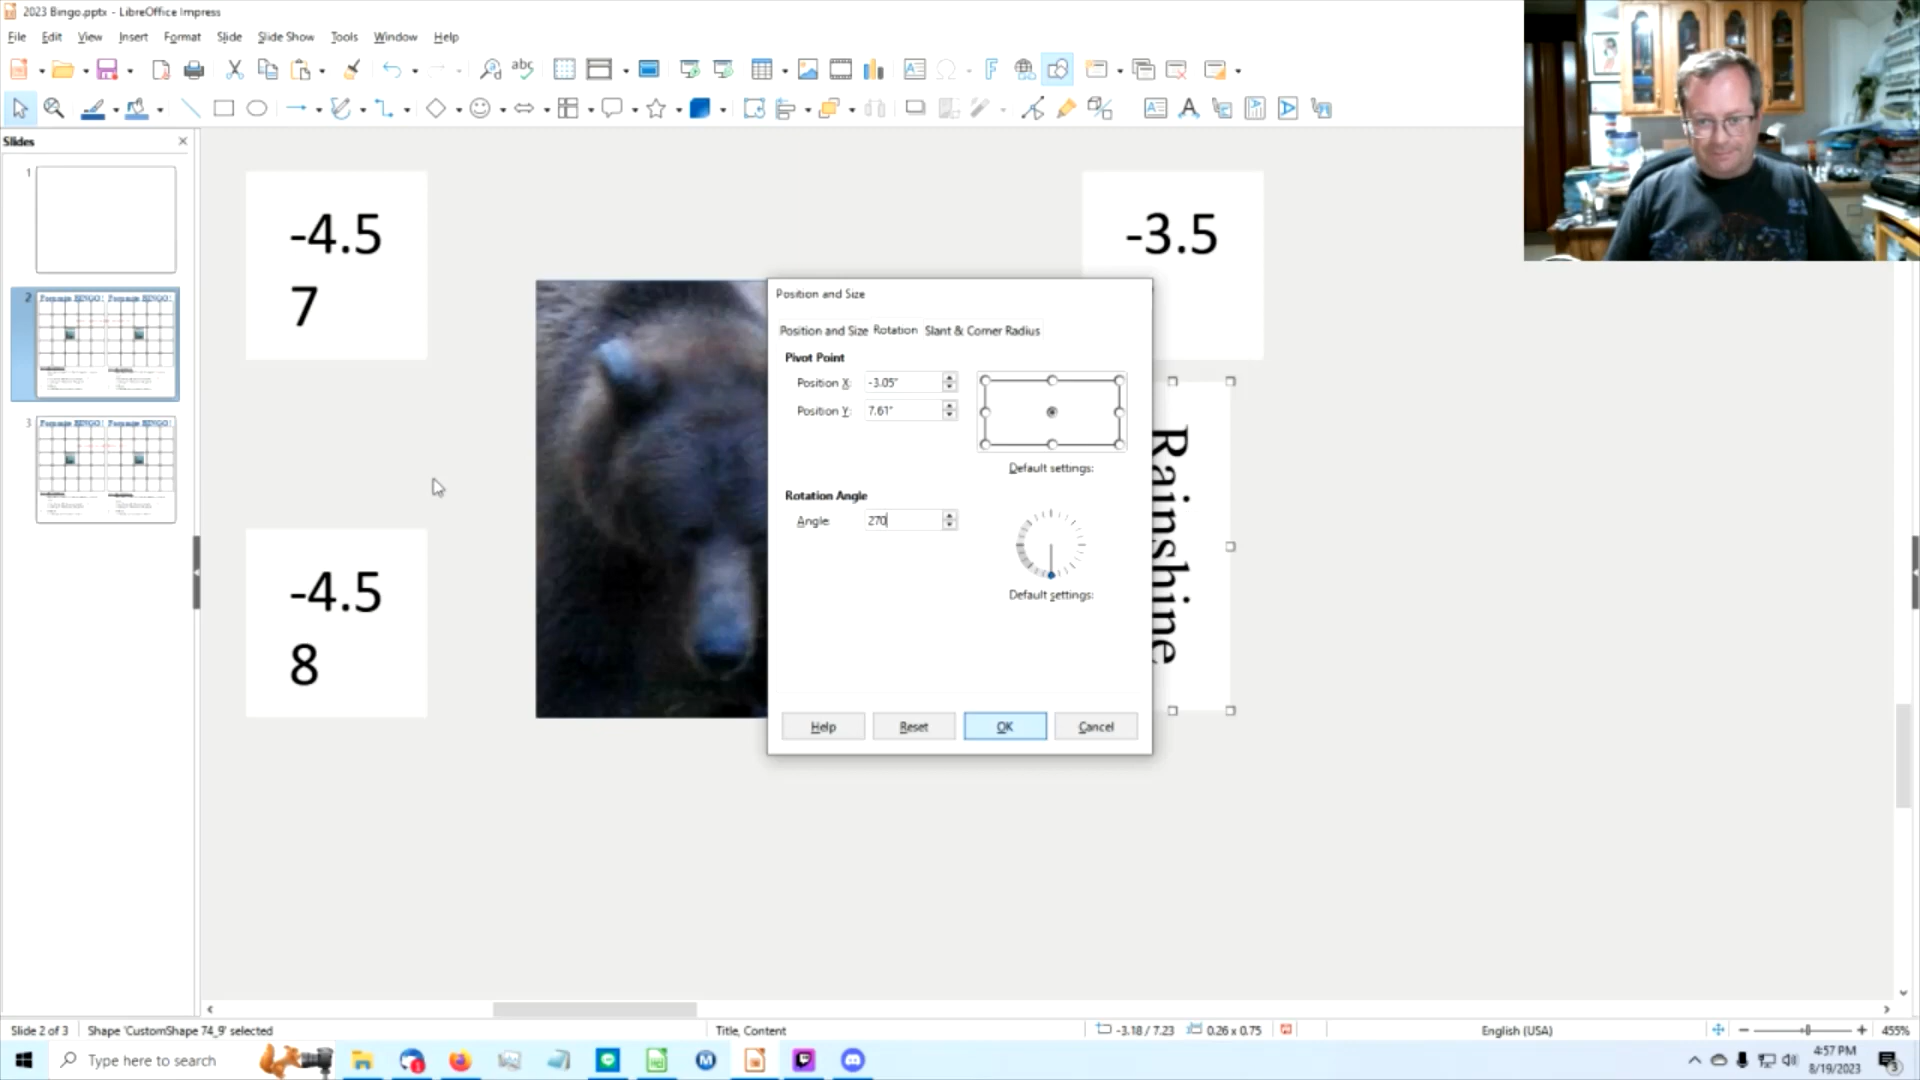 2023 Bingo.pptx - LibreOffice Impress
File Edit View Insert Format Slide Slide Show Tools Window Help
Slides
1
2
3
-4.5
7
-3.5
-4.5
8
Rainshine
Position and Size
Position and Size Rotation Slant & Corner Radius
Pivot Point
Position X: -3.05"
Position Y: 7.61"
Default settings:
Rotation Angle
Angle: 270
Default settings:
Help Reset OK Cancel
Slide 2 of 3 Shape 'CustomShape 74_9' selected Title, Content -3.18 / 7.23 0.26 x 0.75 English (USA) 455%
Type here to search
4:57 PM
8/19/2023